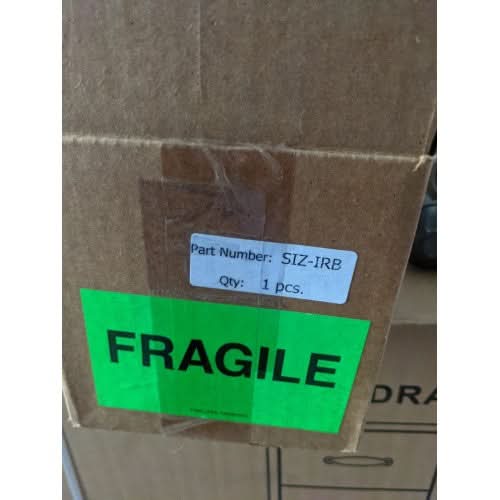 Part Number: SIZ-IRB
Qty: 1 pcs.
FRAGILE
DRA